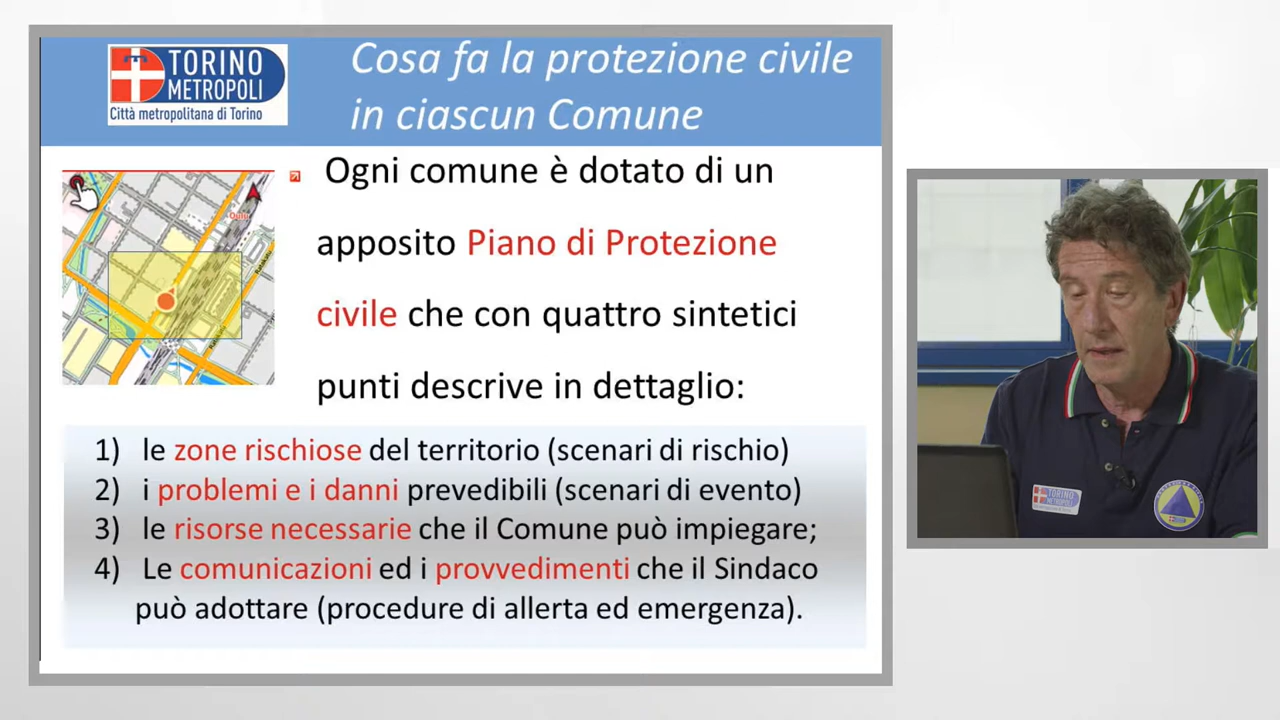 TORINO
METROPOLI
Città metropolitana di Torino
Cosa fa la protezione civile
in ciascun Comune
Ogni comune è dotato di un
apposito Piano di Protezione
civile che con quattro sintetici
punti descrive in dettaglio:
1) le zone rischiose del territorio (scenari di rischio)
2) i problemi e i danni prevedibili (scenari di evento)
3) le risorse necessarie che il Comune può impiegare;
4) Le comunicazioni ed i provvedimenti che il Sindaco
può adottare (procedure di allerta ed emergenza).
TORINO
METROPOLI